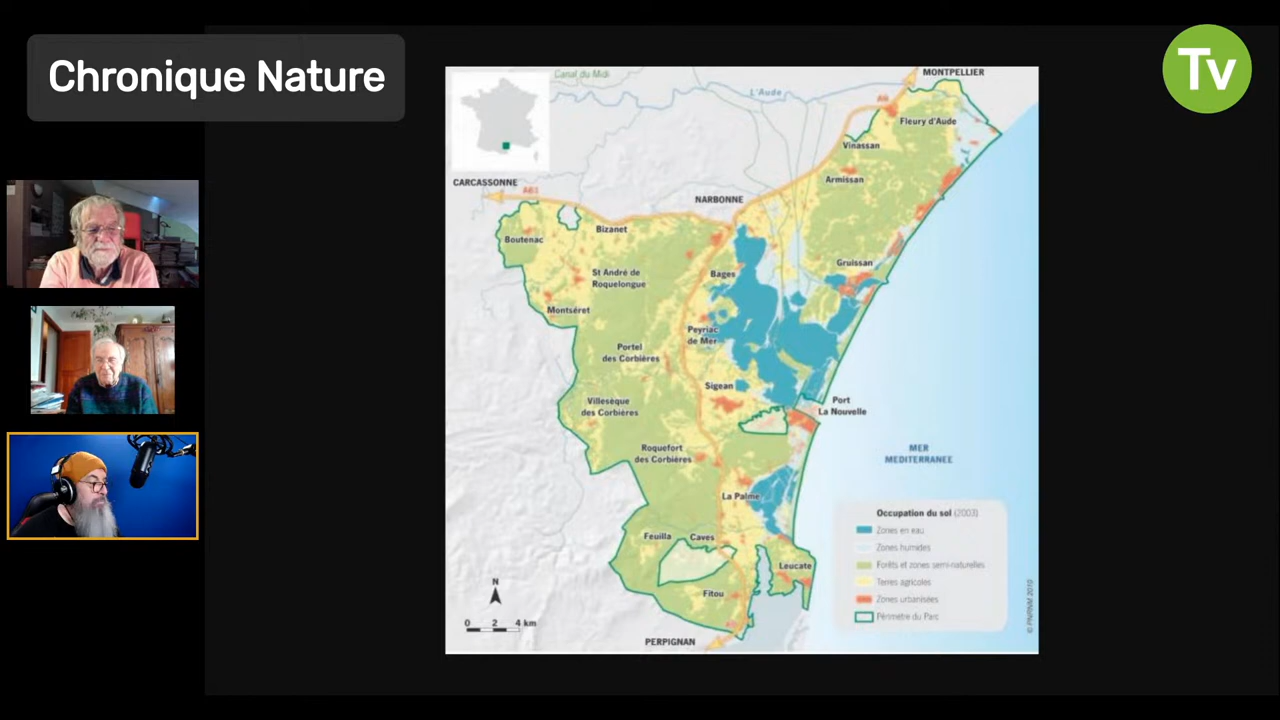 Chronique Nature
Tv
Canal du Midi
MONTPELLIER
L'Aude
A9
Fleury d'Aude
Vinassan
CARCASSONNE
A61
Armissan
NARBONNE
Boutenac
Bizanet
Bages
Gruissan
St André de
Roquelongue
Montséret
Peyriac
de Mer
Portel
des Corbières
Sigean
Port
La Nouvelle
Villesèque
des Corbières
Roquefort
des Corbières
MER
MEDITERRANEE
La Palme
Occupation du sol (2003)
Zones en eau
Zones humides
Forêts et zones semi-naturelles
Terres agricoles
Zones urbanisées
Périmètre du Parc
Feuilla
Caves
Leucate
Fitou
N
0 2 4 km
A9
PERPIGNAN
© PNRNM 2010